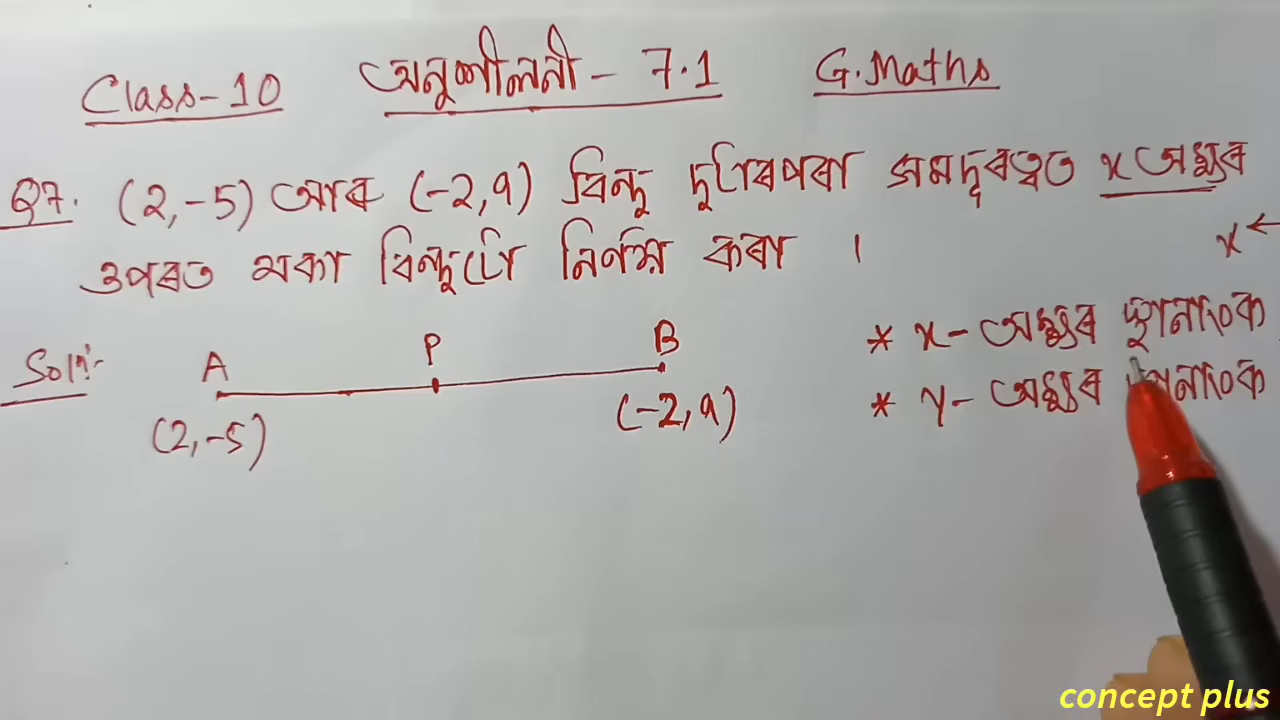 Class-10 অনুশীলনী - 7.1 G.Maths
Q7. (2,-5) আৰু (-2,9) বিন্দু দুটাৰপৰা সমদূৰত্বত x অক্ষৰ
ওপৰত থকা বিন্দুটো নিৰ্ণয় কৰা ।
x ←
Solⁿ:-
A P B
(2,-5) (-2,9)
* x- অক্ষৰ স্থানাংক
* y- অক্ষৰ স্থানাংক
concept plus